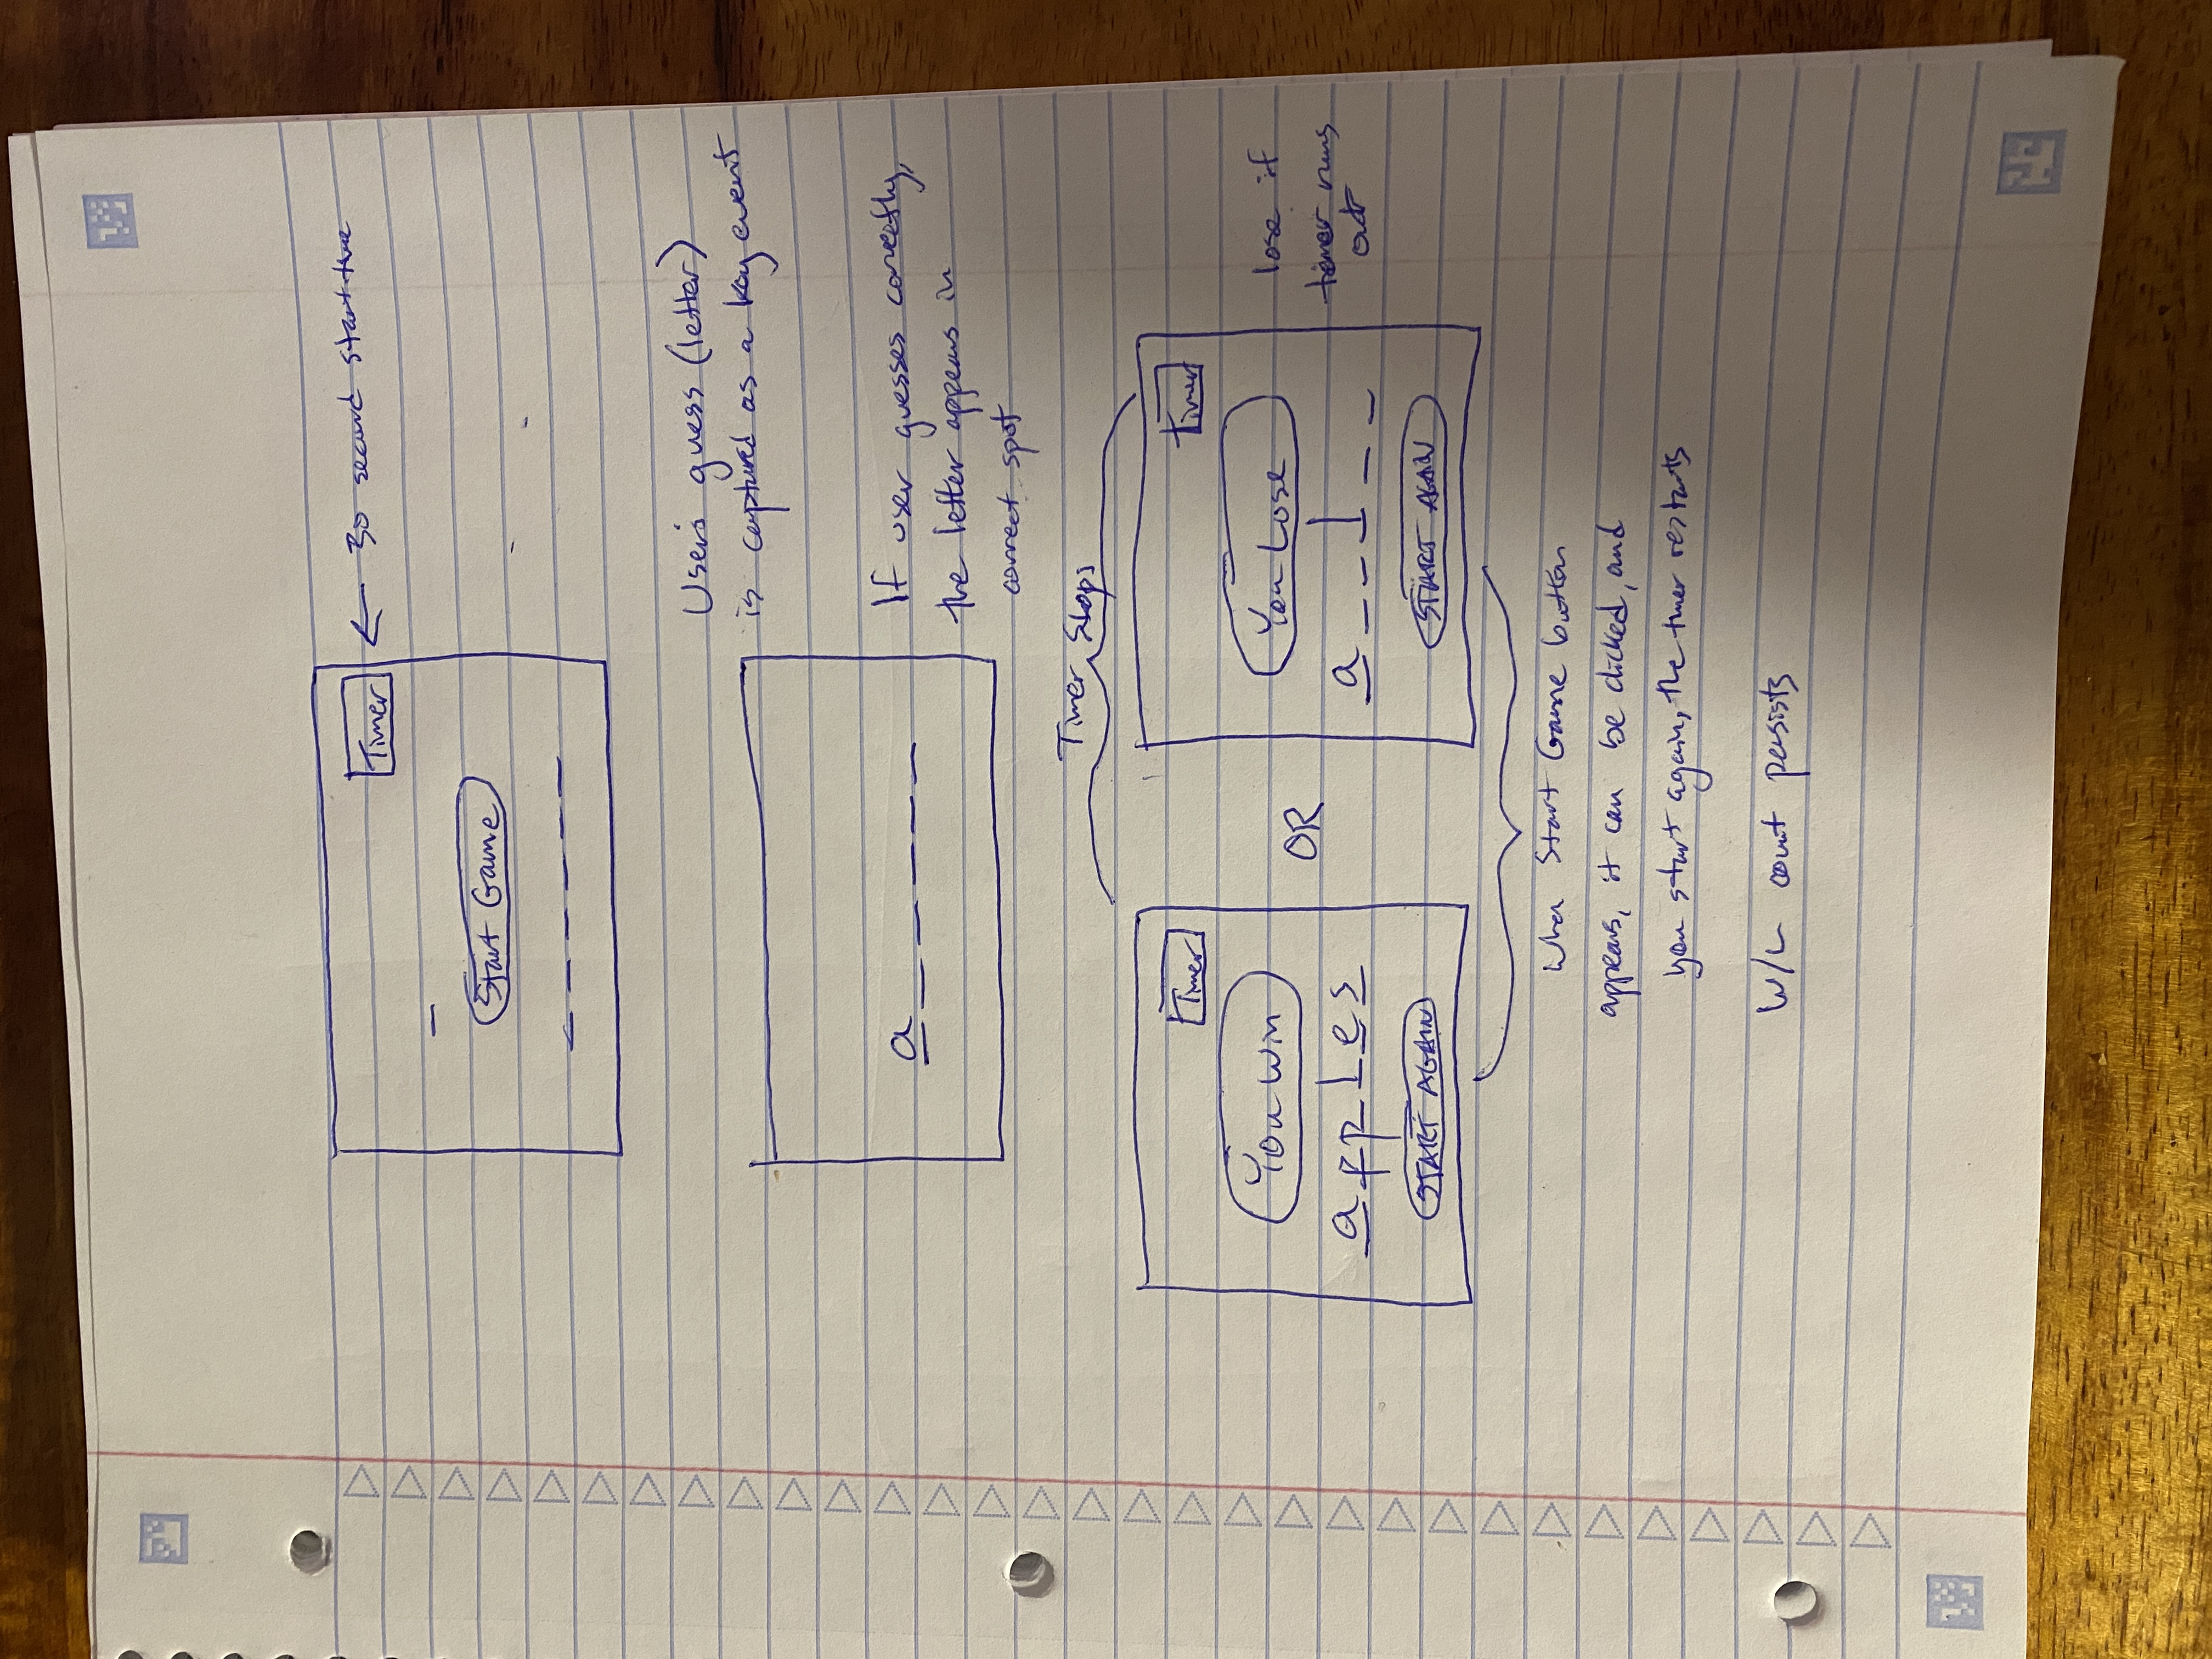 Timer
30 second start time
Start Game
User's guess (letter)
is captured as a key event
a
If user guesses correctly,
the letter appears in
correct spot
Timer Stops
Timer
You Win
a p p l e s
START AGAIN
OR
Timer
You Lose
a _ _ l _ _
START AGAIN
lose if
timer runs
out
When Start Game button
appears, it can be clicked, and
you start again, the timer restarts
W/L count persists